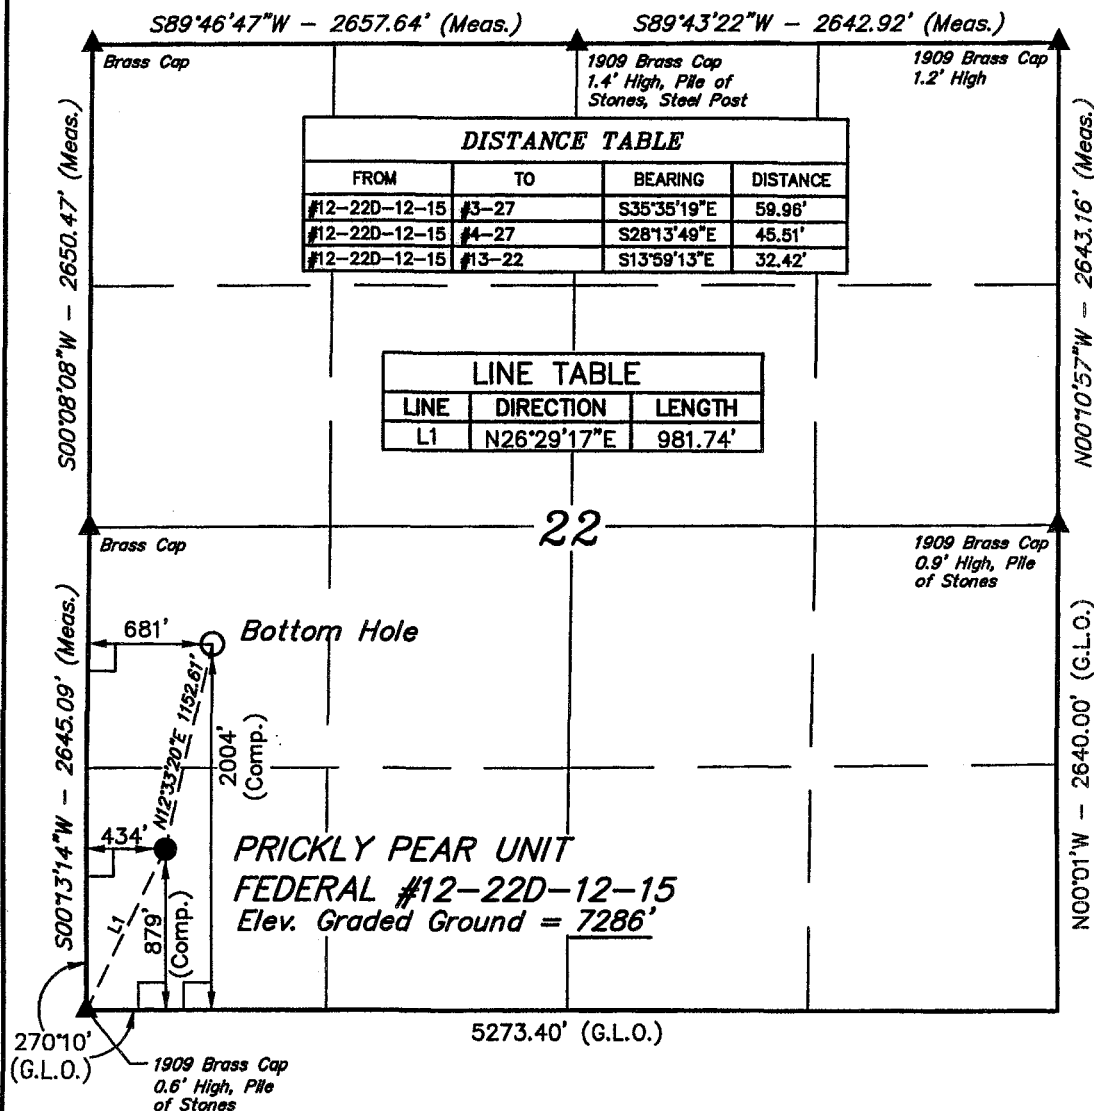 S89°46'47"W - 2657.64' (Meas.)
S89°43'22"W - 2642.92' (Meas.)
Brass Cap
1909 Brass Cap
1.4' High, Pile of
Stones, Steel Post
1909 Brass Cap
1.2' High
S00°08'08"W - 2650.47' (Meas.)
N00°10'57"W - 2643.16' (Meas.)
DISTANCE TABLE
FROM TO BEARING DISTANCE
#12-22D-12-15 #3-27 S35°35'19"E 59.96'
#12-22D-12-15 #4-27 S28°13'49"E 45.51'
#12-22D-12-15 #13-22 S13°59'13"E 32.42'
LINE TABLE
LINE DIRECTION LENGTH
L1 N26°29'17"E 981.74'
22
Brass Cap
1909 Brass Cap
0.9' High, Pile
of Stones
S00°13'14"W - 2645.09' (Meas.)
N00°01'W - 2640.00' (G.L.O.)
681'
Bottom Hole
N12°33'20"E 1152.61'
2004'
(Comp.)
434'
PRICKLY PEAR UNIT
FEDERAL #12-22D-12-15
Elev. Graded Ground = 7286'
L1
879'
(Comp.)
270°10'
(G.L.O.)
5273.40' (G.L.O.)
1909 Brass Cap
0.6' High, Pile
of Stones